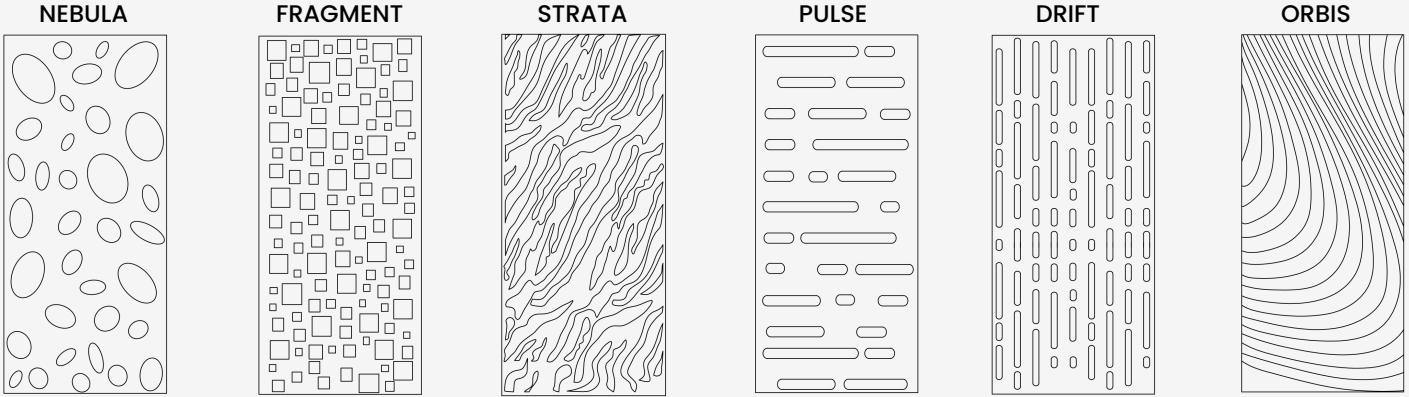 NEBULA
FRAGMENT
STRATA
PULSE
DRIFT
ORBIS